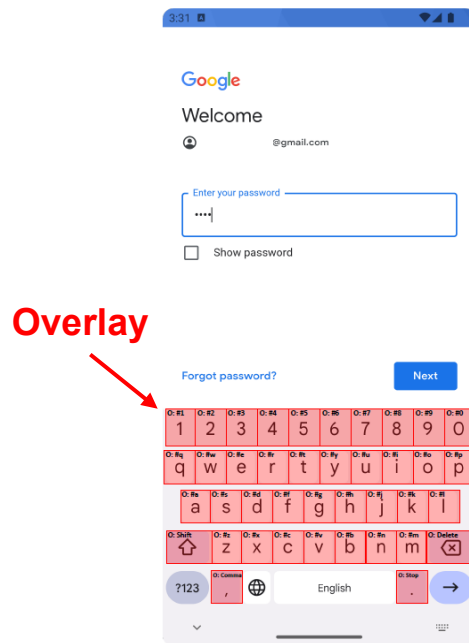 3:31
Google
Welcome
@gmail.com
Enter your password
••••
Show password
Overlay
Forgot password?
Next
O: #1 O: #2 O: #3 O: #4 O: #5 O: #6 O: #7 O: #8 O: #9 O: #0
1 2 3 4 5 6 7 8 9 0
O: #q O: #w O: #e O: #r O: #t O: #y O: #u O: #i O: #o O: #p
q w e r t y u i o p
O: #a O: #s O: #d O: #f O: #g O: #h O: #j O: #k O: #l
a s d f g h j k l
O: Shift O: #z O: #x O: #c O: #v O: #b O: #n O: #m O: Delete
z x c v b n m
O: Comma O: Stop
?123 , English .